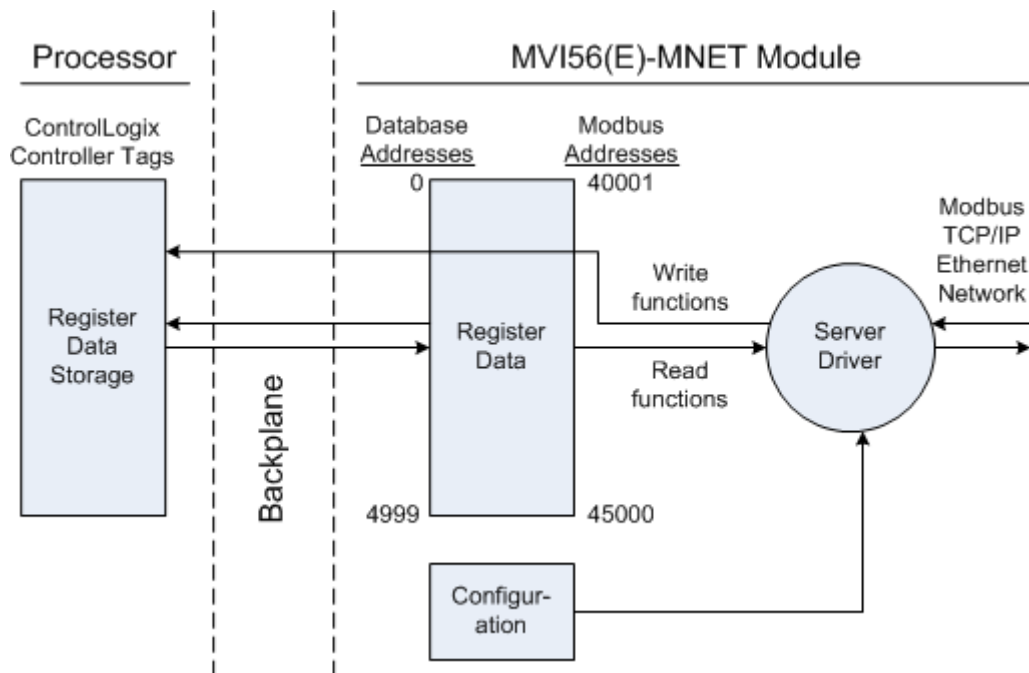 Processor
MVI56(E)-MNET Module
ControlLogix
Controller Tags
Database
Addresses
Modbus
Addresses
0
40001
Modbus
TCP/IP
Ethernet
Network
Write
functions
Register
Data
Storage
Register
Data
Server
Driver
Read
functions
Backplane
4999
45000
Configur-
ation